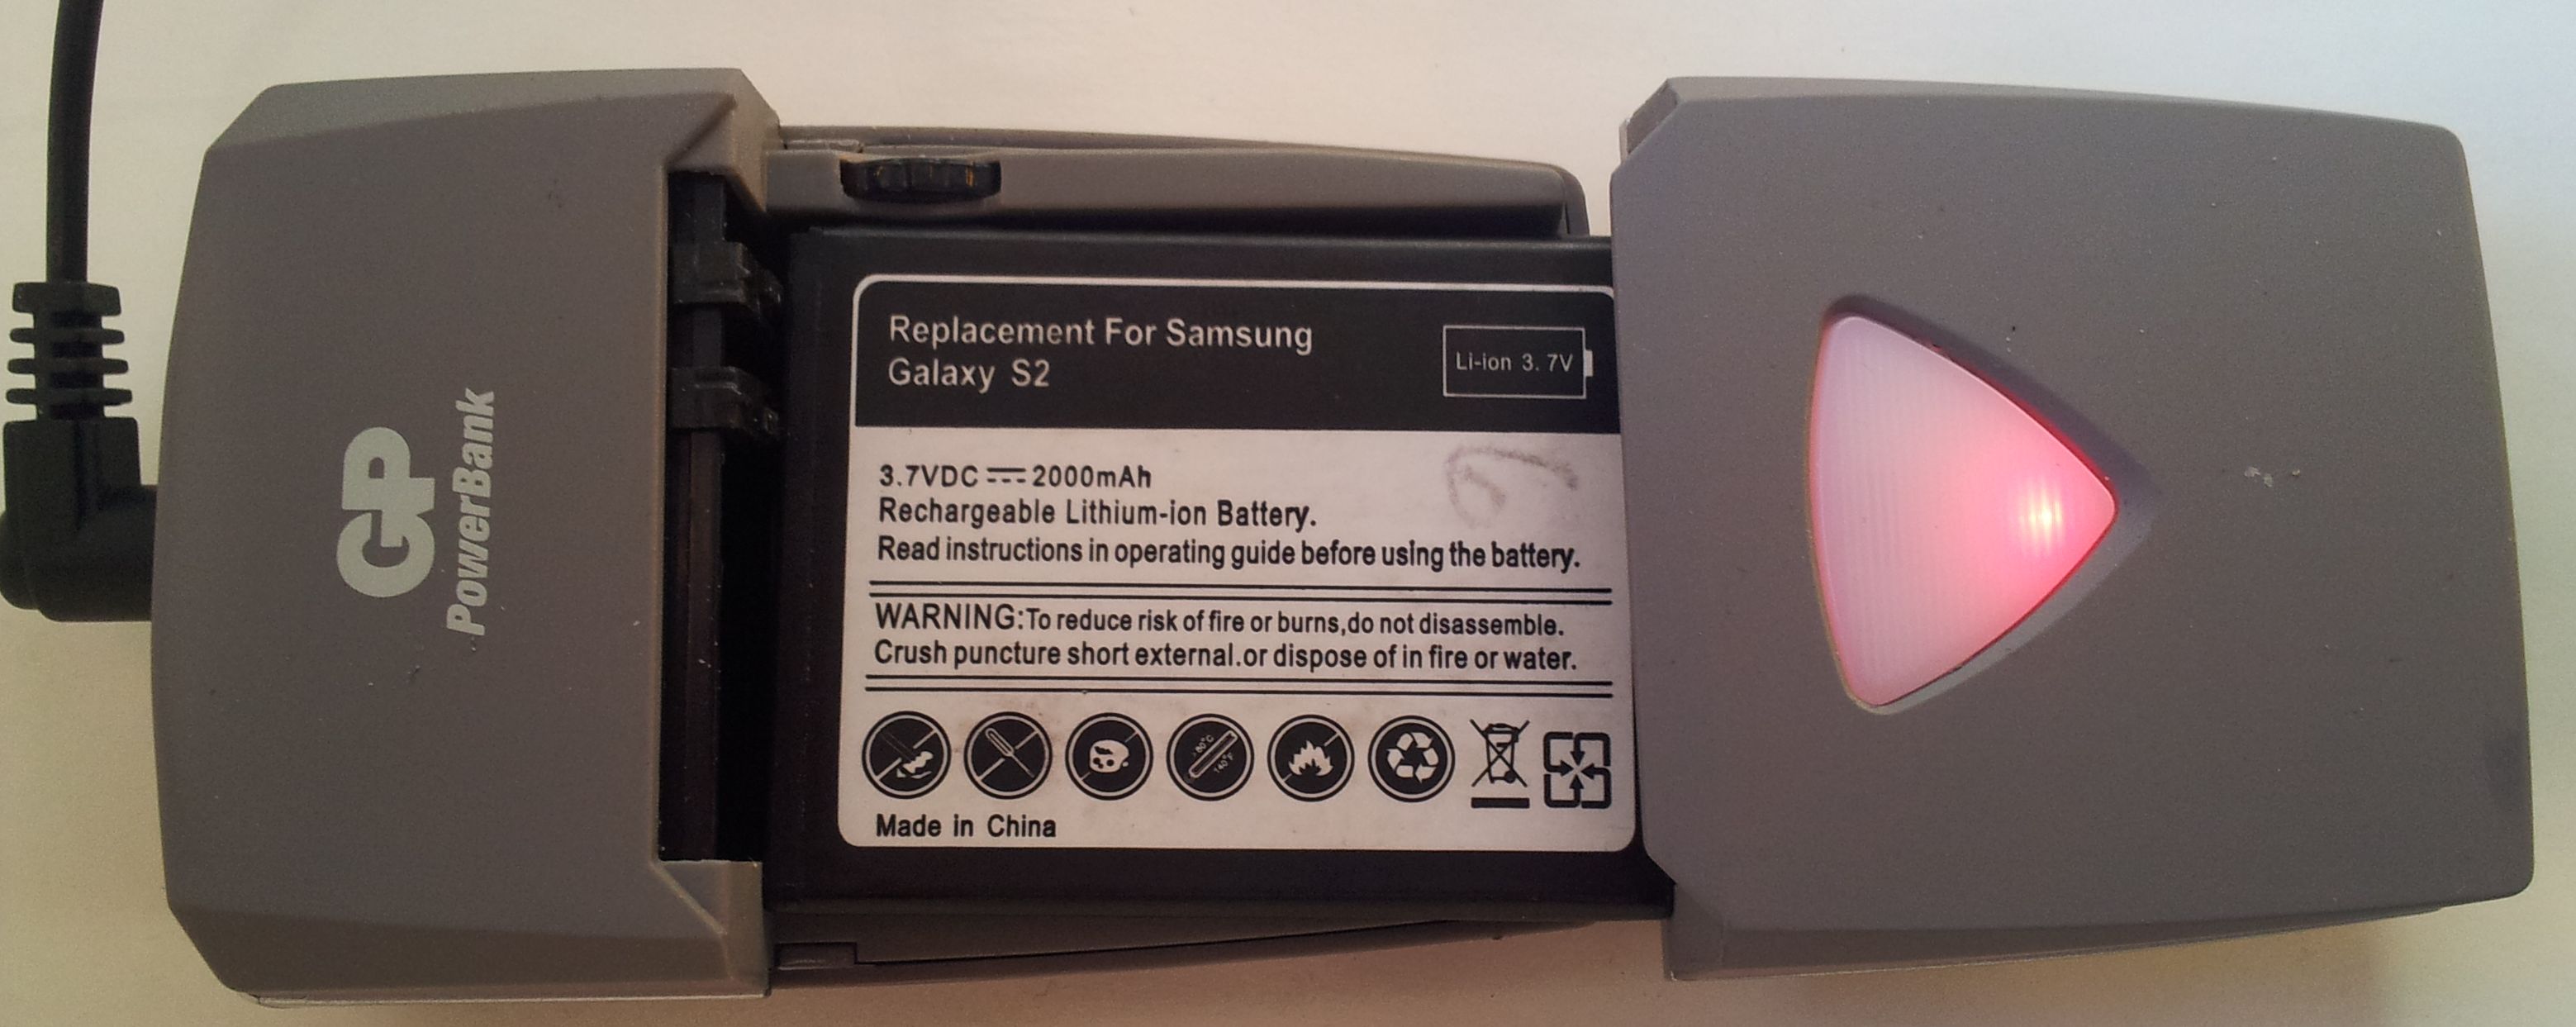 GP
PowerBank
Replacement For Samsung
Galaxy S2
Li-ion 3.7V
3.7VDC 2000mAh
Rechargeable Lithium-ion Battery.
Read instructions in operating guide before using the battery.
WARNING:To reduce risk of fire or burns,do not disassemble.
Crush puncture short external.or dispose of in fire or water.
60°C
140°F
Made in China